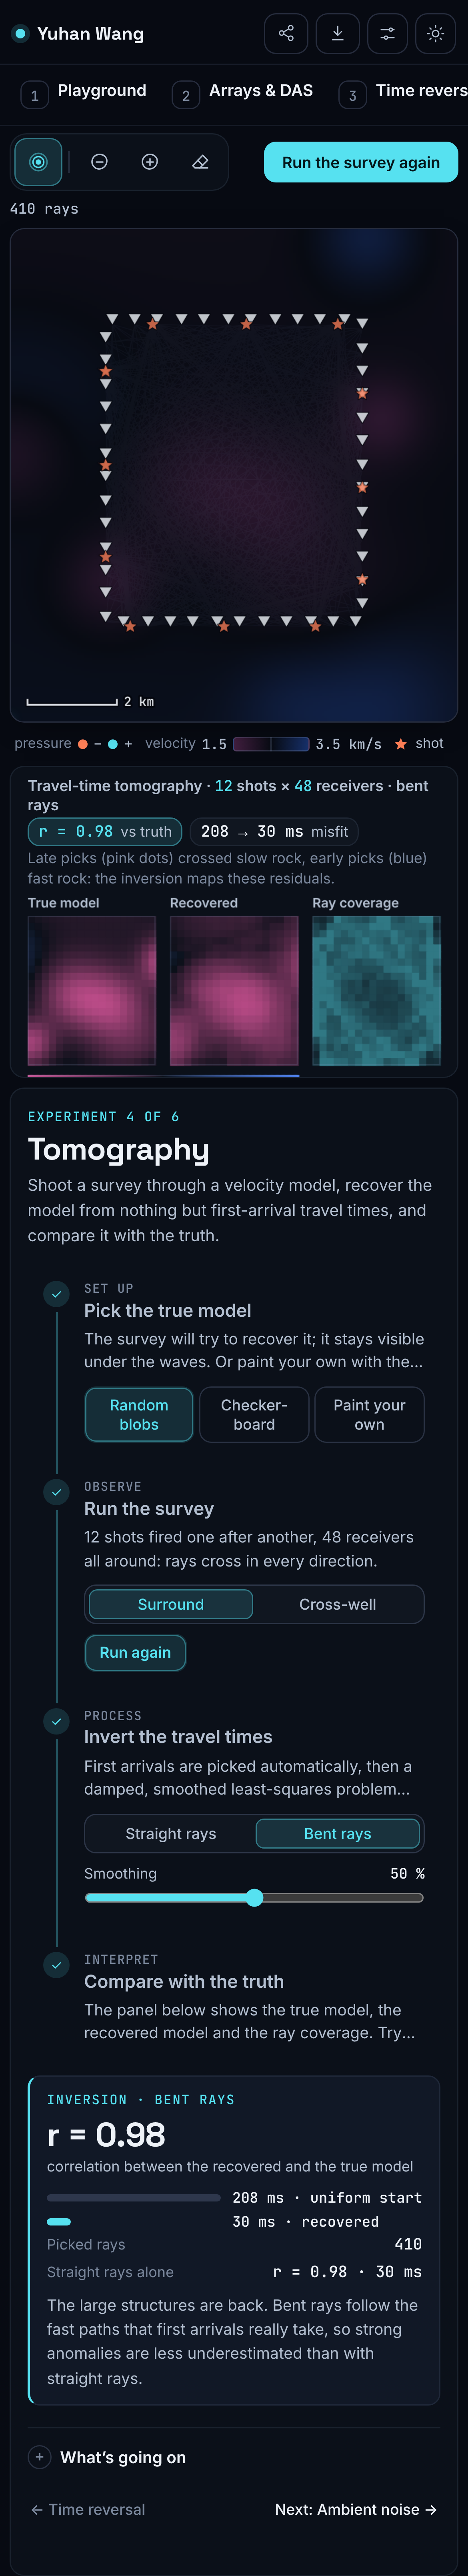 Yuhan Wang
1 Playground 2 Arrays & DAS 3 Time revers
Run the survey again
410 rays
2 km
pressure − + velocity 1.5 3.5 km/s shot
Travel-time tomography · 12 shots × 48 receivers · bent
rays
r = 0.98 vs truth 208 → 30 ms misfit
Late picks (pink dots) crossed slow rock, early picks (blue)
fast rock: the inversion maps these residuals.
True model Recovered Ray coverage
EXPERIMENT 4 OF 6
Tomography
Shoot a survey through a velocity model, recover the
model from nothing but first-arrival travel times, and
compare it with the truth.
SET UP
Pick the true model
The survey will try to recover it; it stays visible
under the waves. Or paint your own with the…
Random
blobs
Checker-
board
Paint your
own
OBSERVE
Run the survey
12 shots fired one after another, 48 receivers
all around: rays cross in every direction.
Surround Cross-well
Run again
PROCESS
Invert the travel times
First arrivals are picked automatically, then a
damped, smoothed least-squares problem…
Straight rays Bent rays
Smoothing 50 %
INTERPRET
Compare with the truth
The panel below shows the true model, the
recovered model and the ray coverage. Try…
INVERSION · BENT RAYS
r = 0.98
correlation between the recovered and the true model
208 ms · uniform start
30 ms · recovered
Picked rays 410
Straight rays alone r = 0.98 · 30 ms
The large structures are back. Bent rays follow the
fast paths that first arrivals really take, so strong
anomalies are less underestimated than with
straight rays.
What's going on
← Time reversal Next: Ambient noise →